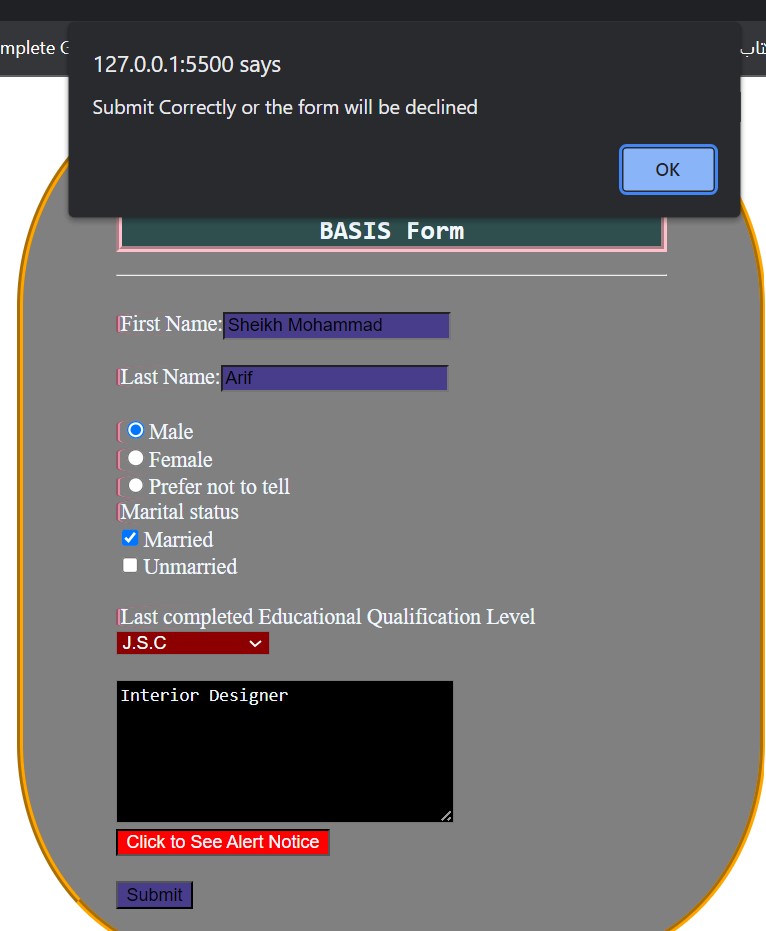 mplete G
127.0.0.1:5500 says
Submit Correctly or the form will be declined
OK
BASIS Form
First Name: Sheikh Mohammad
Last Name: Arif
Male
Female
Prefer not to tell
Marital status
Married
Unmarried
Last completed Educational Qualification Level
J.S.C
Interior Designer
Click to See Alert Notice
Submit